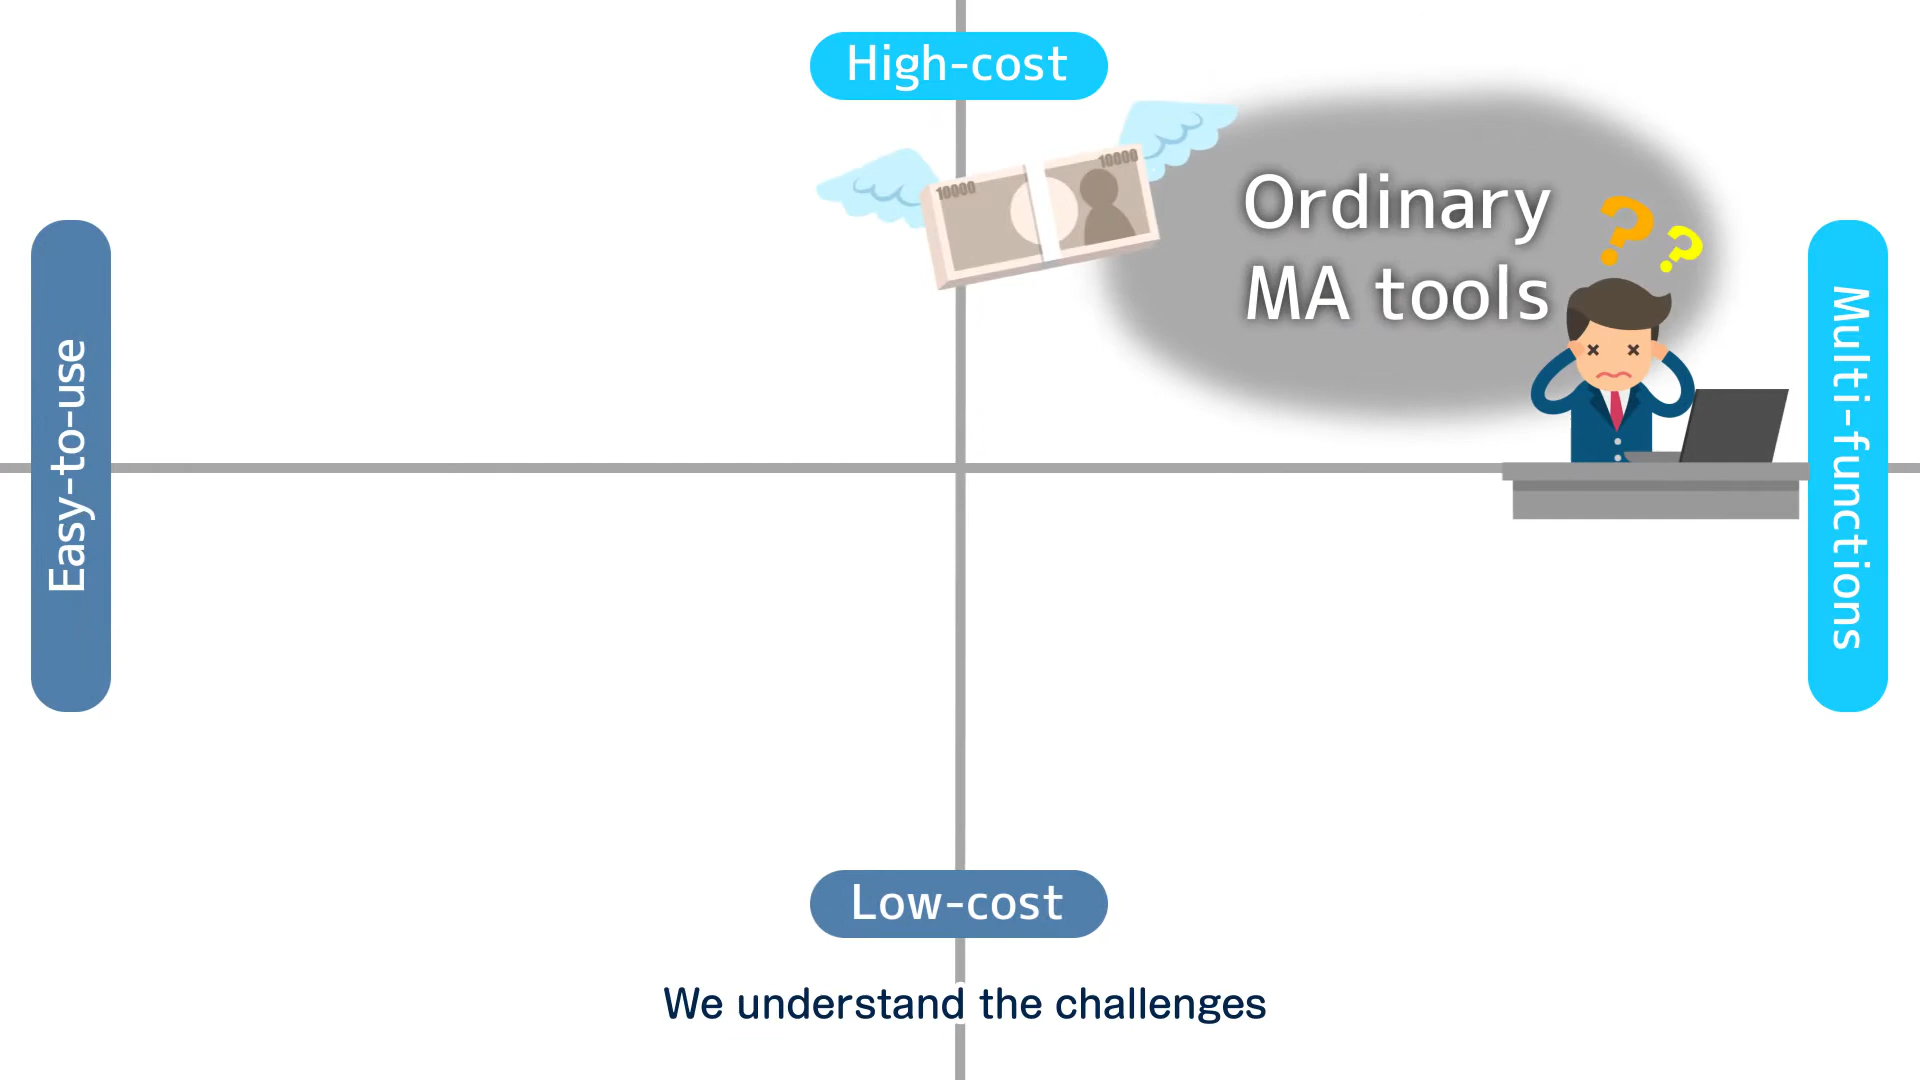 High-cost
10000
10000
Ordinary
MA tools
? ?
Easy-to-use
Multi-functions
Low-cost
We understand the challenges